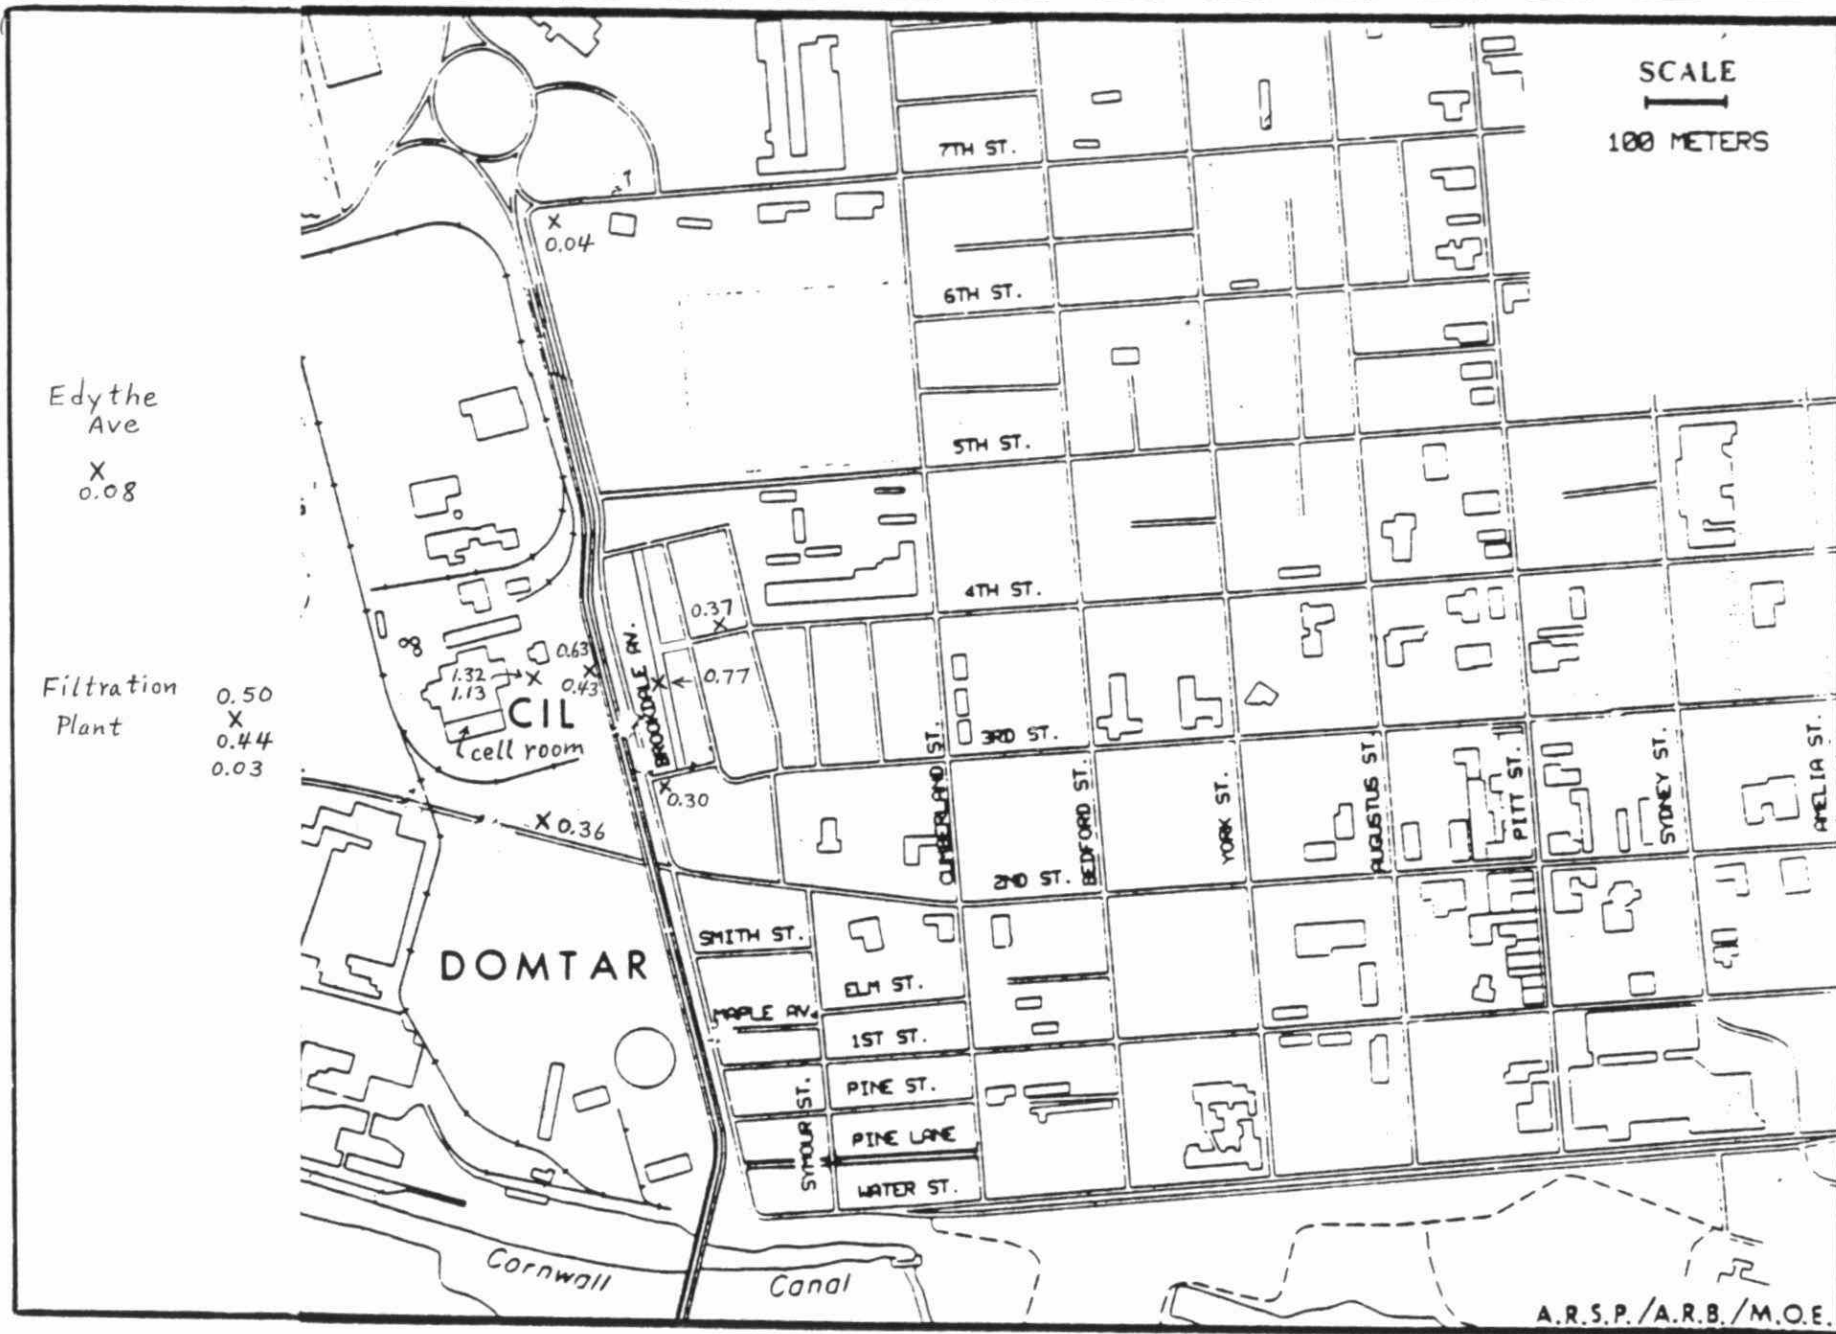 SCALE
100 METERS
7TH ST.
0.04
6TH ST.
Edythe
Ave
X
0.08
5TH ST.
4TH ST.
0.37
BROOKDALE AV.
0.63
0.43
1.32
1.13
0.77
CIL
cell room
Filtration
Plant
0.50
X
0.44
0.03
3RD ST.
CUMBERLAND ST.
BEDFORD ST.
YORK ST.
AUGUSTUS ST.
PITT ST.
SYDNEY ST.
AMELIA ST.
0.30
X 0.36
2ND ST.
SMITH ST.
DOMTAR
ELM ST.
MAPLE AV.
1ST ST.
PINE ST.
SYMOUR ST.
PINE LANE
WATER ST.
Cornwall Canal
A.R.S.P./A.R.B./M.O.E.